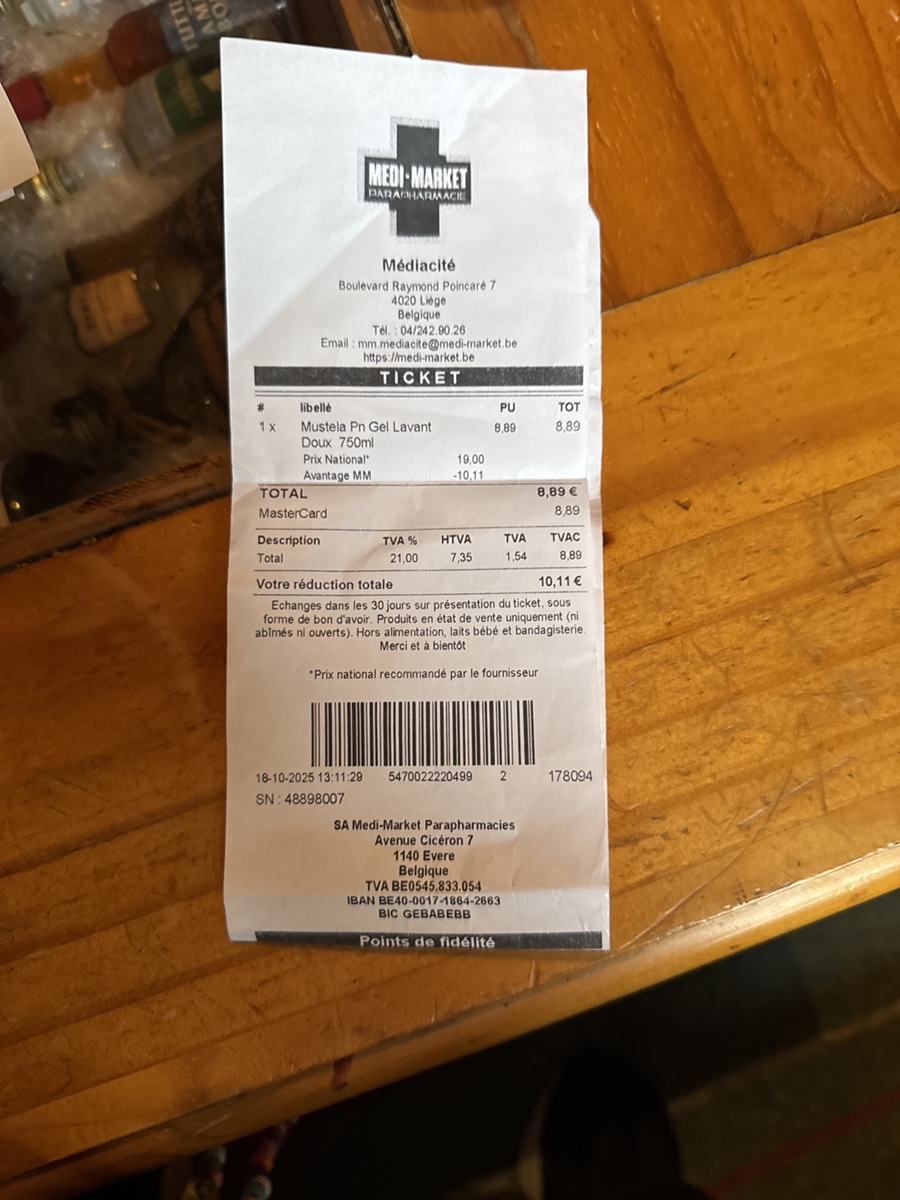 MEDI·MARKET
PARAPHARMACIE
Médiacité
Boulevard Raymond Poincaré 7
4020 Liège
Belgique
Tél. : 04/242.90.26
Email : mm.mediacite@medi-market.be
https://medi-market.be
TICKET
# libellé PU TOT
1 x Mustela Pn Gel Lavant 8,89 8,89
Doux 750ml
Prix National* 19,00
Avantage MM -10,11
TOTAL 8,89 €
MasterCard 8,89
Description TVA % HTVA TVA TVAC
Total 21,00 7,35 1,54 8,89
Votre réduction totale 10,11 €
Echanges dans les 30 jours sur présentation du ticket, sous
forme de bon d'avoir. Produits en état de vente uniquement (ni
abîmés ni ouverts). Hors alimentation, laits bébé et bandagisterie.
Merci et à bientôt
*Prix national recommandé par le fournisseur
18-10-2025 13:11:29 5470022220499 2 178094
SN : 48898007
SA Medi-Market Parapharmacies
Avenue Cicéron 7
1140 Evere
Belgique
TVA BE0545.833.054
IBAN BE40-0017-1864-2663
BIC GEBABEBB
Points de fidélité